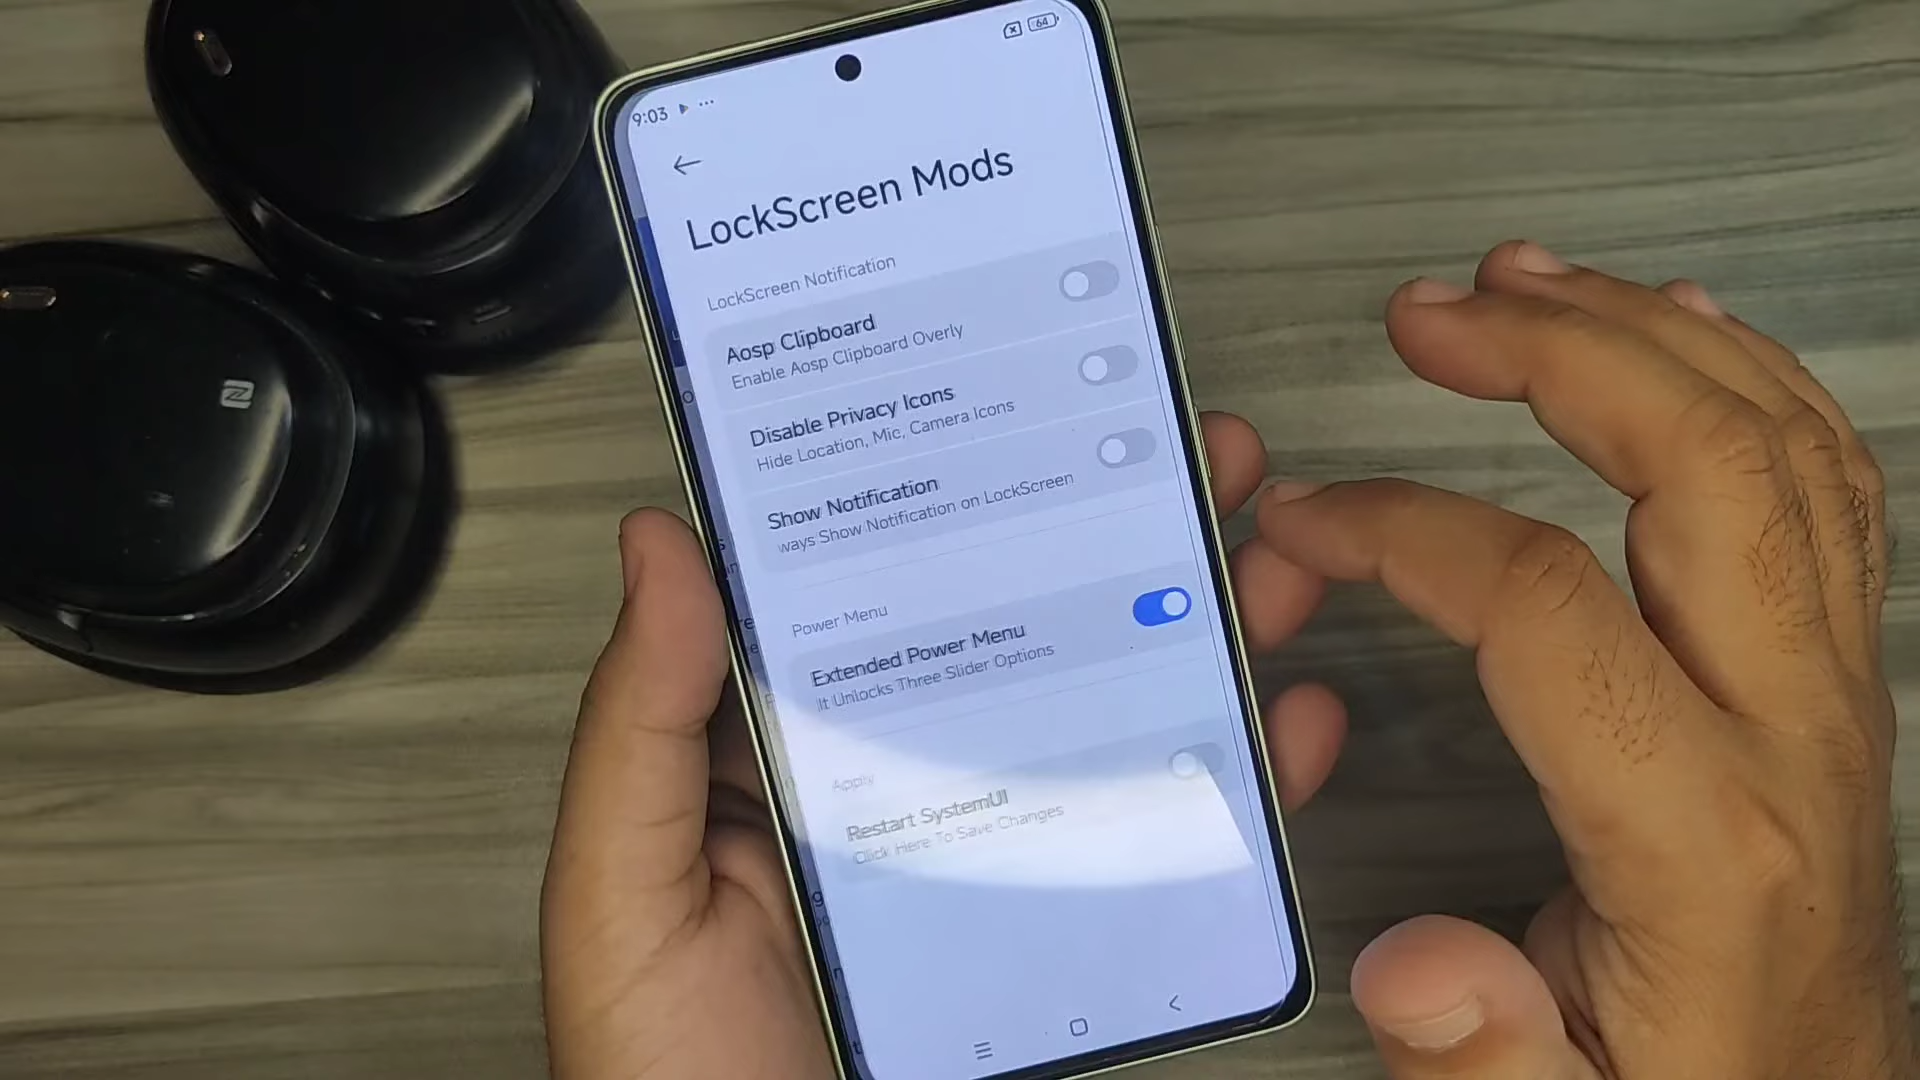 64
9:03
LockScreen Mods
LockScreen Notification
Aosp Clipboard
Enable Aosp Clipboard Overly
Disable Privacy Icons
Hide Location, Mic, Camera Icons
Show Notification
ways Show Notification on LockScreen
Power Menu
Extended Power Menu
It Unlocks Three Slider Options
Apply
Restart SystemUI
Click Here To Save Changes